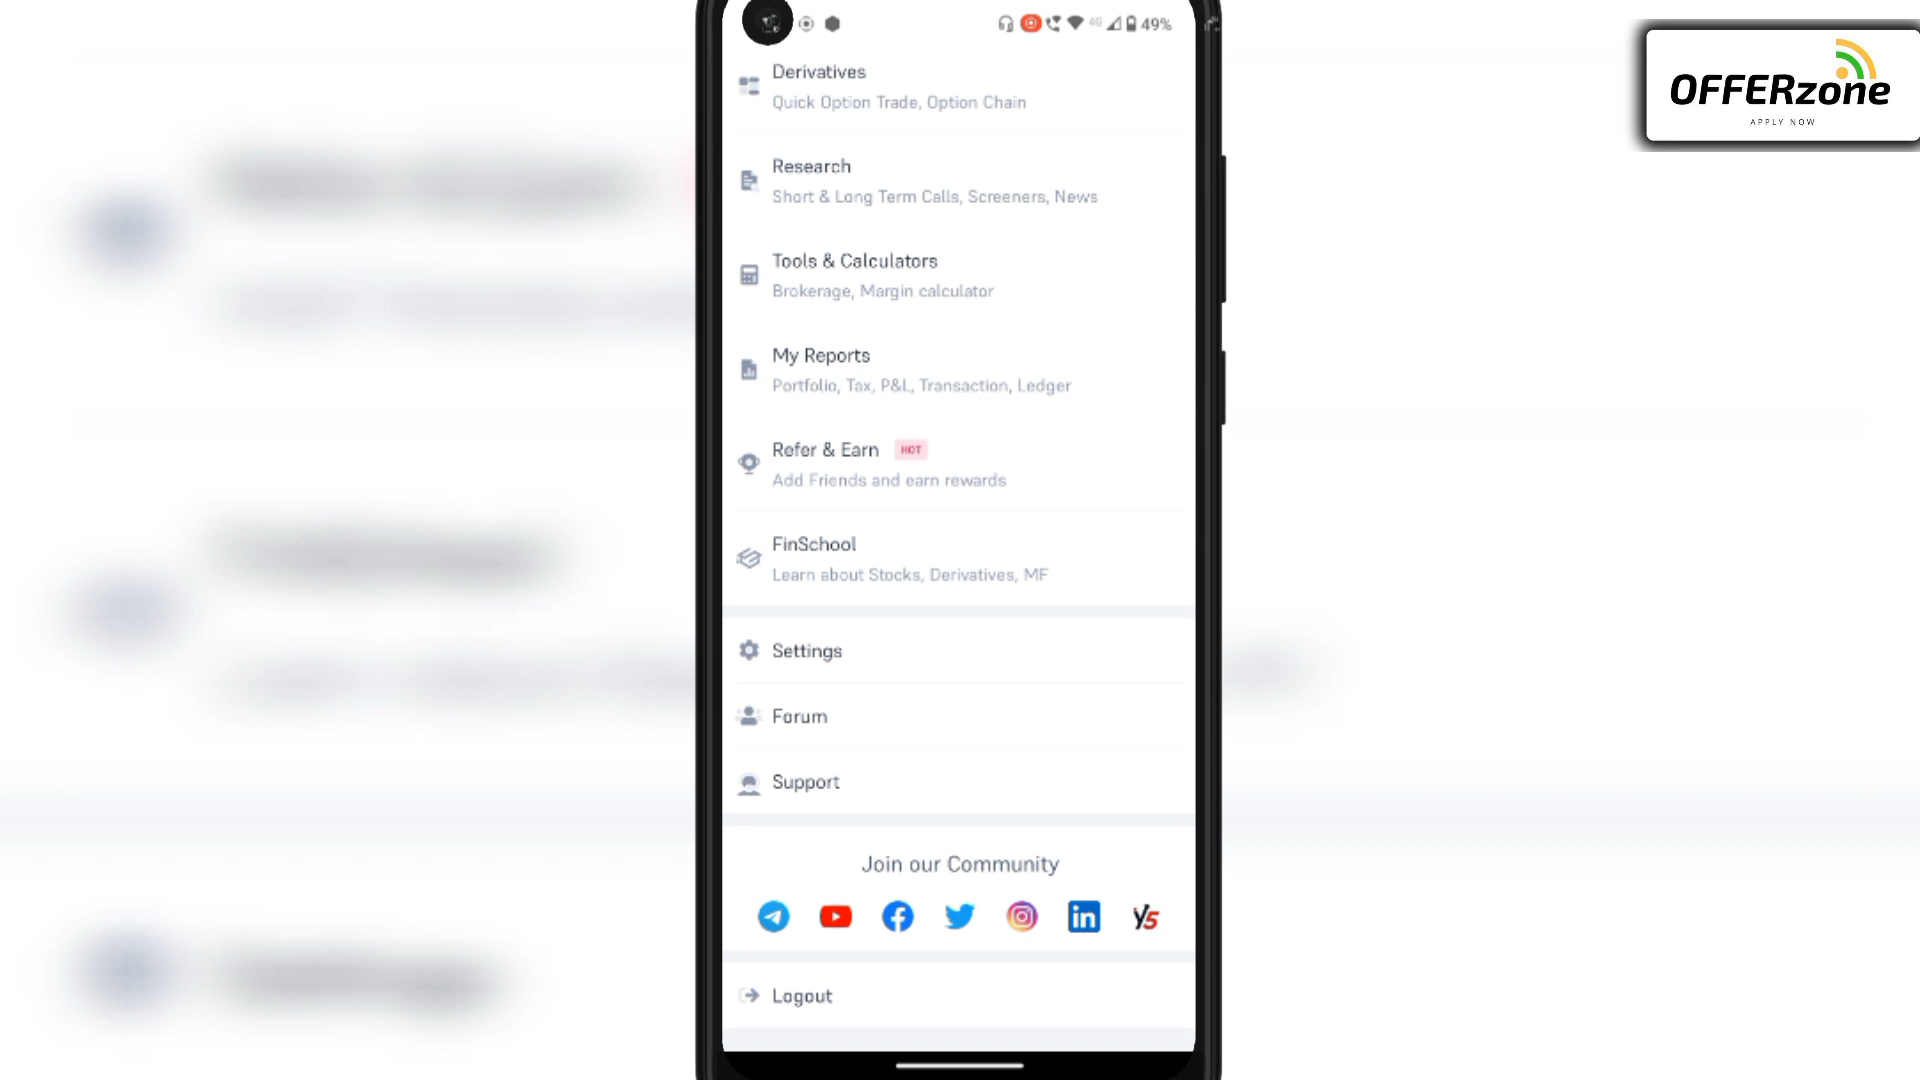 4G 49%
OFFERzone
APPLY NOW
Derivatives
Quick Option Trade, Option Chain
Research
Short & Long Term Calls, Screeners, News
Tools & Calculators
Brokerage, Margin calculator
My Reports
Portfolio, Tax, P&L, Transaction, Ledger
Refer & Earn HOT
Add Friends and earn rewards
FinSchool
Learn about Stocks, Derivatives, MF
Settings
Forum
Support
Join our Community
in Y5
Logout